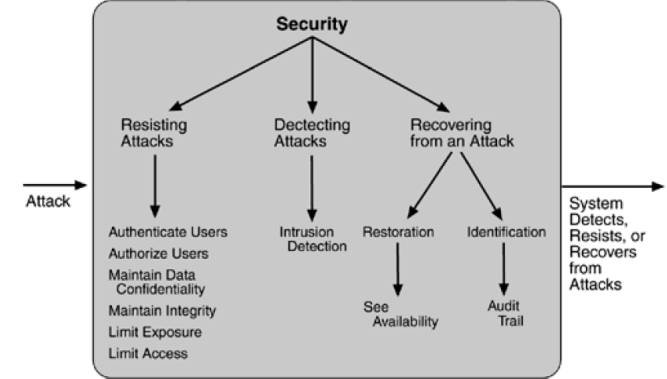 Security
Resisting
Attacks
Dectecting
Attacks
Recovering
from an Attack
Attack
Authenticate Users
Authorize Users
Maintain Data
Confidentiality
Maintain Integrity
Limit Exposure
Limit Access
Intrusion
Detection
Restoration
Identification
See
Availability
Audit
Trail
System
Detects,
Resists, or
Recovers
from
Attacks